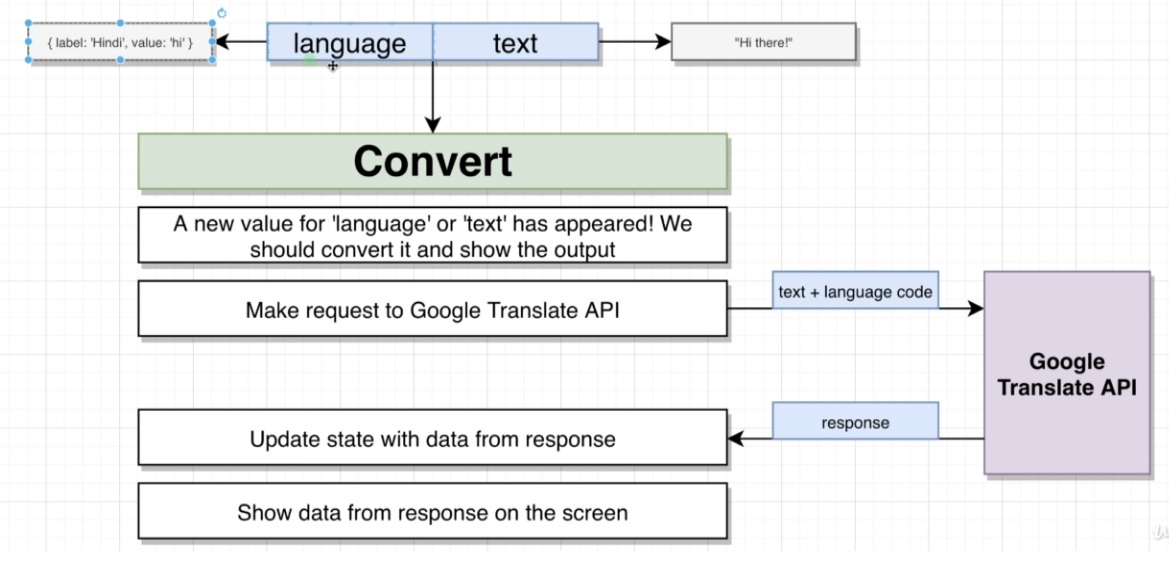 { label: 'Hindi', value: 'hi' }
language
text
"Hi there!"
Convert
A new value for 'language' or 'text' has appeared! We
should convert it and show the output
Make request to Google Translate API
text + language code
Google
Translate API
Update state with data from response
response
Show data from response on the screen